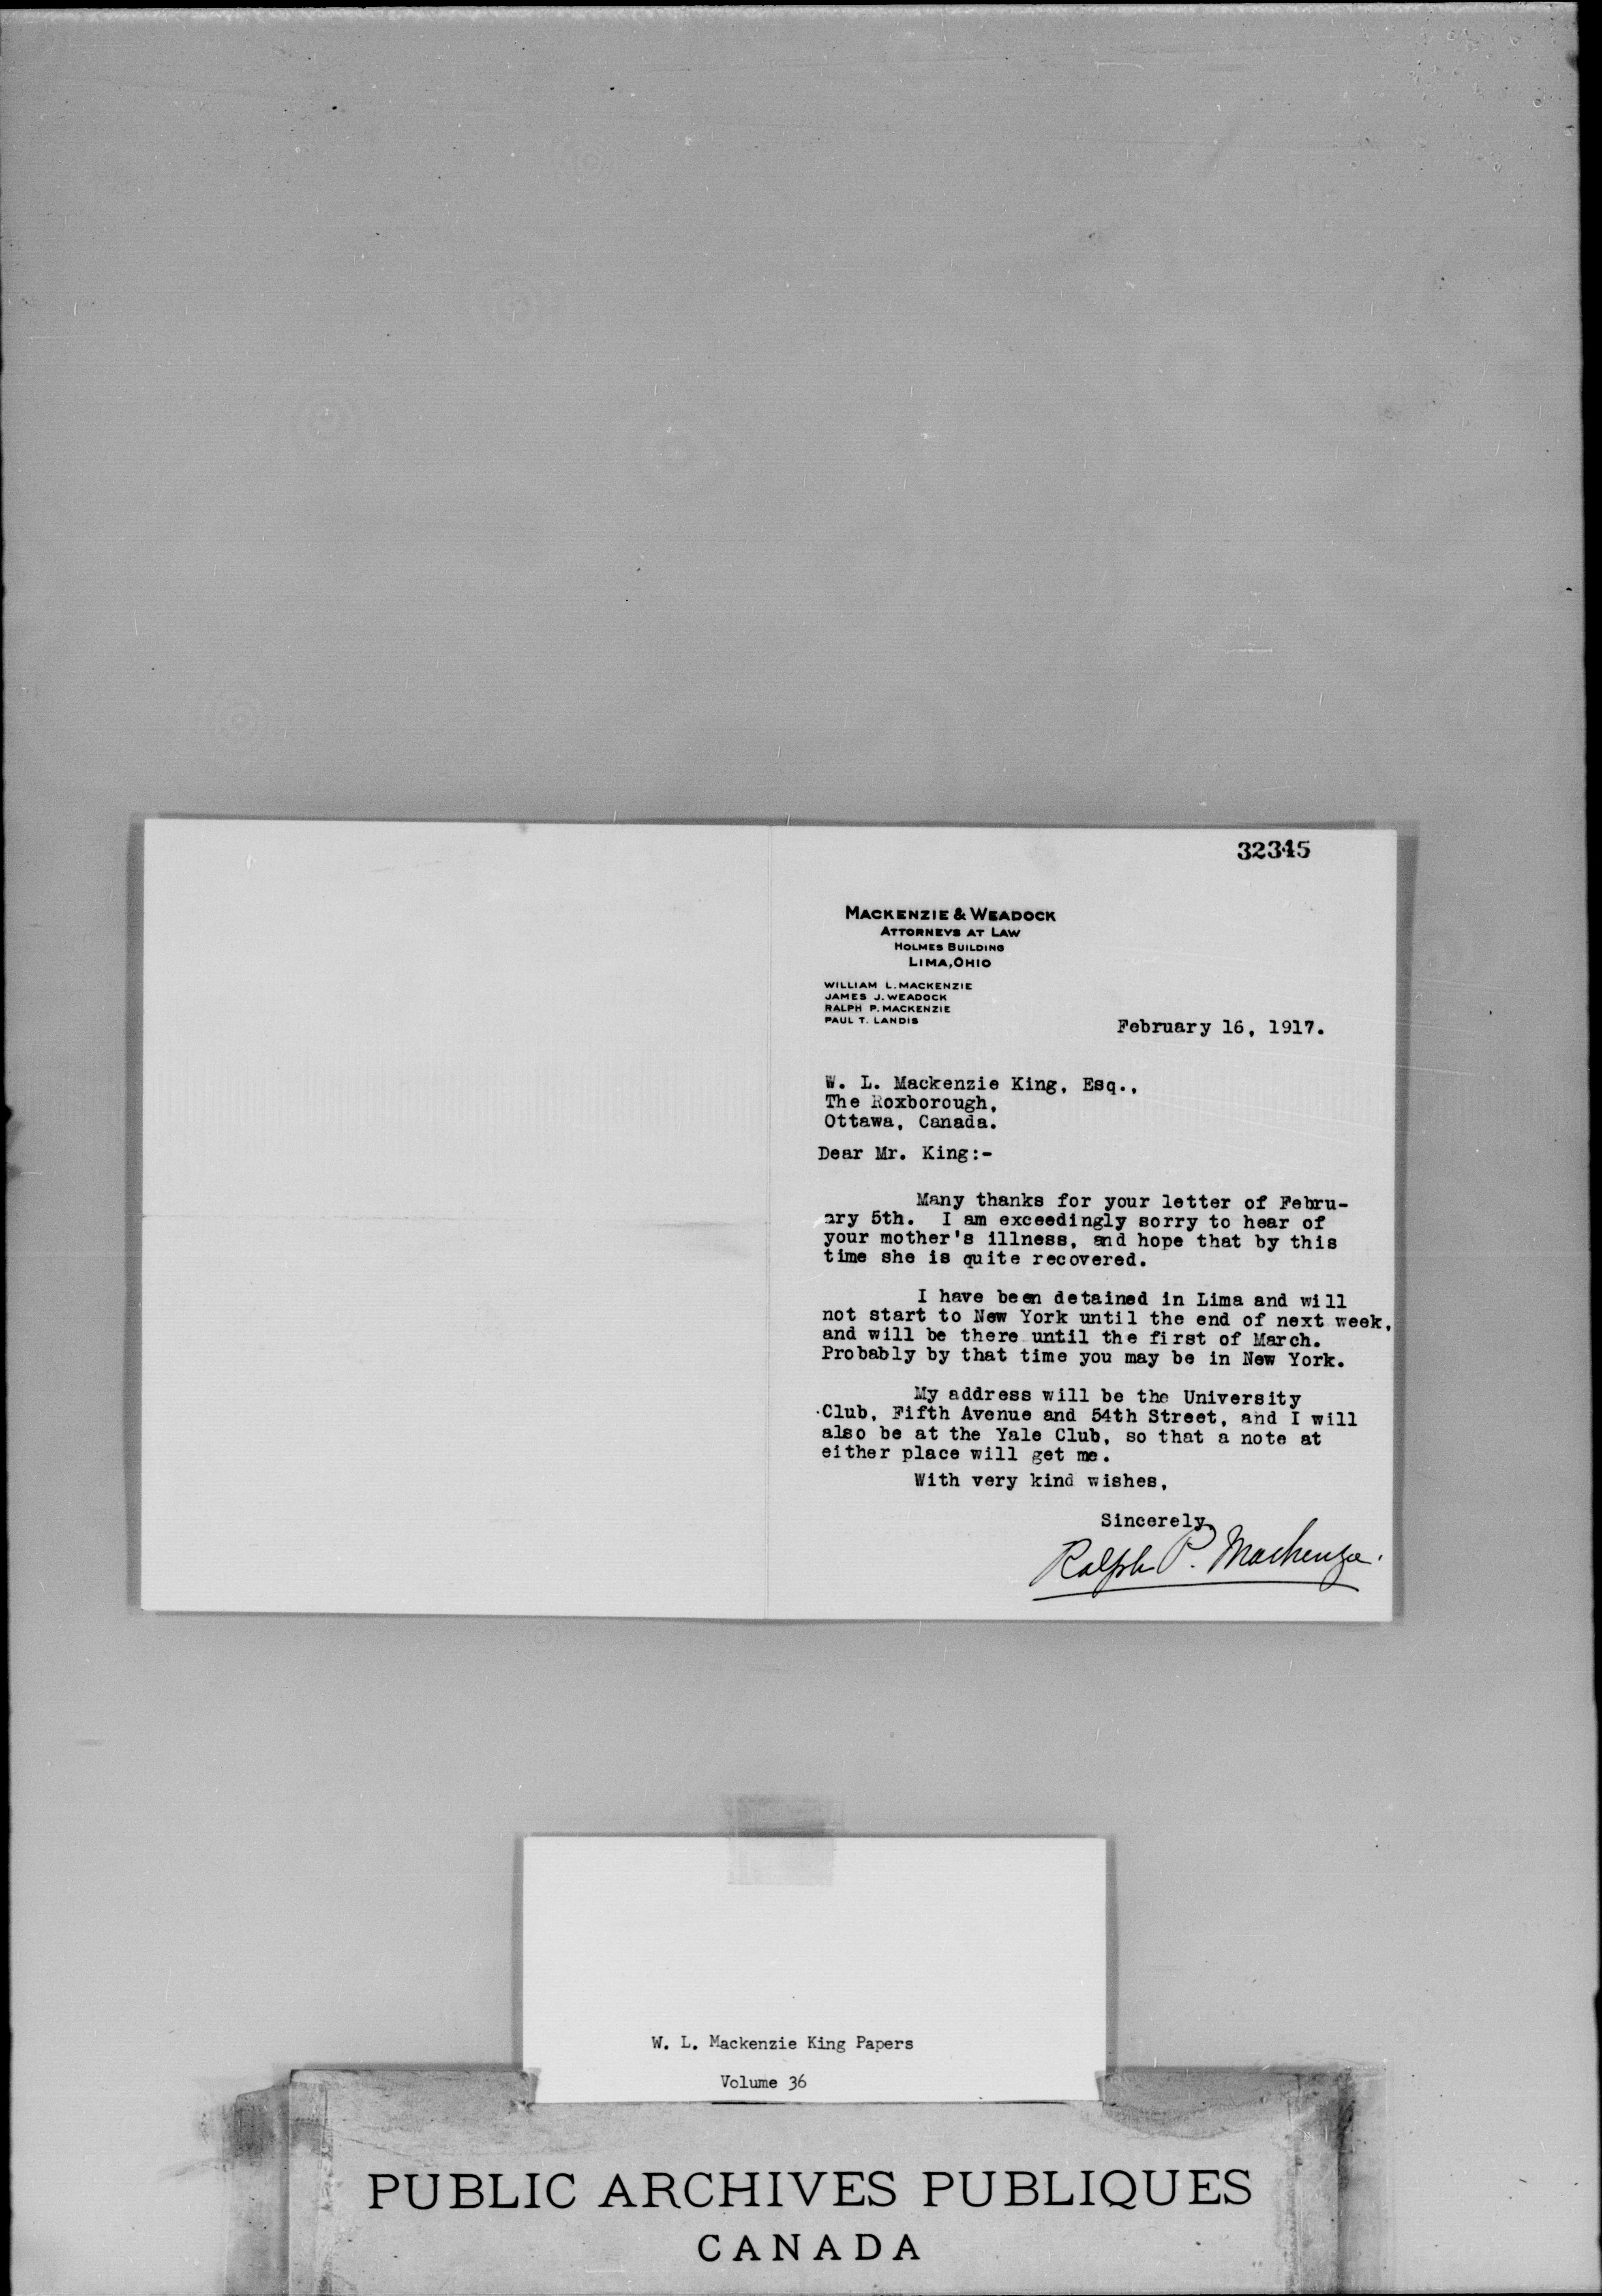 32345
MACKENZIE & WEADOCK
ATTORNEYS AT LAW
HOLMES BUILDING
LIMA, OHIO
WILLIAM L. MACKENZIE
JAMES J. WEADOCK
RALPH P. MACKENZIE
PAUL T. LANDIS
February 16, 1917.
W. L. Mackenzie King, Esq.,
The Roxborough,
Ottawa, Canada.
Dear Mr. King:-
Many thanks for your letter of Febru-
ary 5th. I am exceedingly sorry to hear of
your mother's illness, and hope that by this
time she is quite recovered.
I have been detained in Lima and will
not start to New York until the end of next week,
and will be there until the first of March.
Probably by that time you may be in New York.
My address will be the University
Club, Fifth Avenue and 54th Street, and I will
also be at the Yale Club, so that a note at
either place will get me.
With very kind wishes,
Sincerely,
Ralph P. Mackenzie.
W. L. Mackenzie King Papers
Volume 36
PUBLIC ARCHIVES PUBLIQUES
CANADA